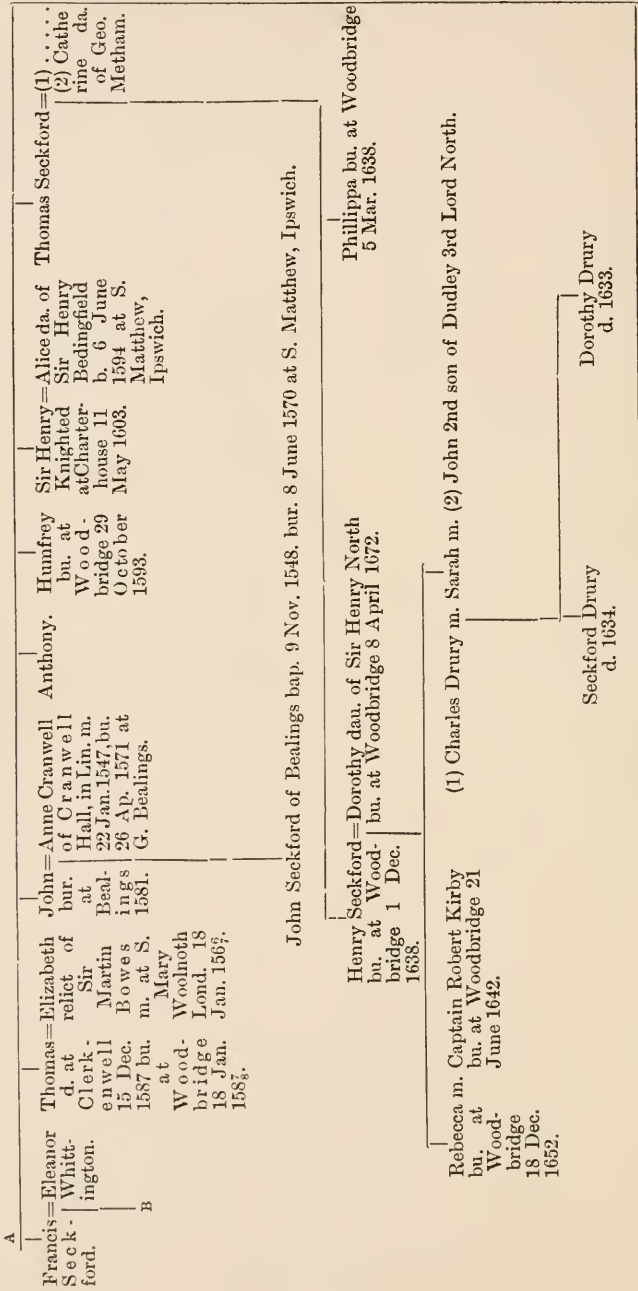 A
Francis=Eleanor
Seck- Whitt-
ford. ington.
B
Thomas=Elizabeth
d. at relict of
Clerk- Sir
enwell Martin
15 Dec. Bowes
1587 bu. m. at S.
at Mary
Wood- Woolnoth
bridge Lond. 18
18 Jan. Jan. 156⁶⁄₇.
158⁷⁄₈.
John=Anne Cranwell
bur. of Cranwell
at Hall, in Lin. m.
Beal- 22 Jan. 1547, bu.
ings 26 Ap. 1571 at
1581. G. Bealings.
Anthony.
Humfrey
bu. at
Wood-
bridge 29
October
1593.
Sir Henry=Alice da. of
Knighted Sir Henry
at Charter- Bedingfield
house 11 b. 6 June
May 1603. 1594 at S.
Matthew,
Ipswich.
Thomas Seckford=(1) .....
(2) Cathe
rine da.
of Geo.
Metham.
John Seckford of Bealings bap. 9 Nov. 1548. bur. 8 June 1570 at S. Matthew, Ipswich.
Henry Seckford=Dorothy dau. of Sir Henry North
bu. at Wood- bu. at Woodbridge 8 April 1672.
bridge 1 Dec.
1638.
Phillippa bu. at Woodbridge
5 Mar. 1638.
Rebecca m. Captain Robert Kirby
bu. at bu. at Woodbridge 21
Wood- June 1642.
bridge
18 Dec.
1652.
(1) Charles Drury m. Sarah m. (2) John 2nd son of Dudley 3rd Lord North.
Seckford Drury
d. 1634.
Dorothy Drury
d. 1633.